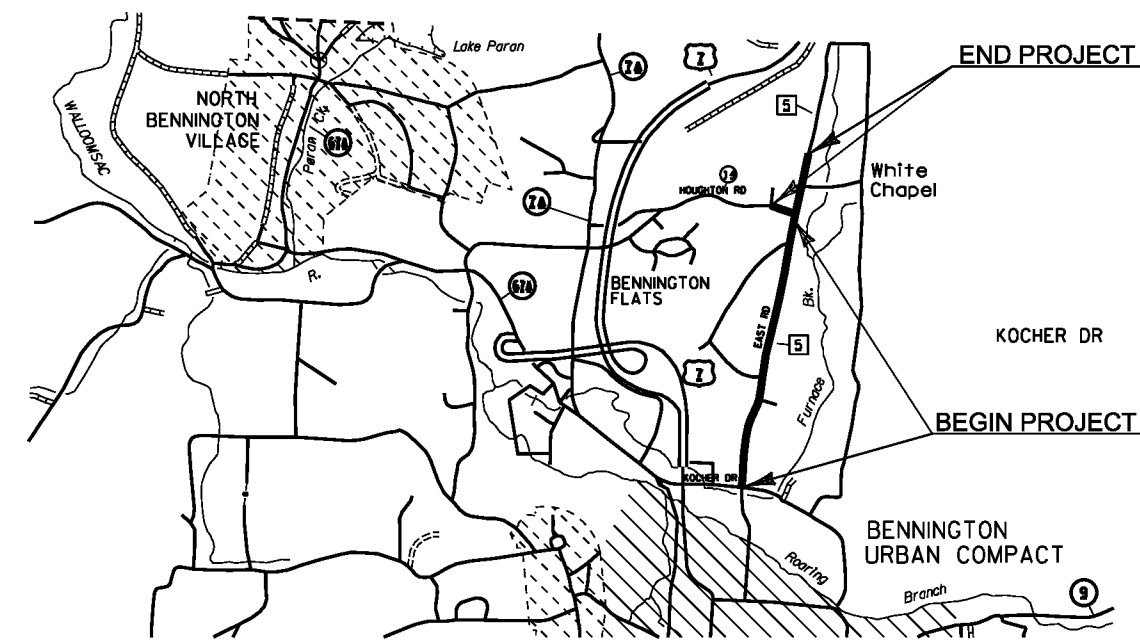 Lake Paran
7A
7
END PROJECT
5
NORTH
BENNINGTON
VILLAGE
WALLOOMSAC
Paran Ck.
67A
White
Chapel
HOUGHTON RD
7A
R.
67A
BENNINGTON
FLATS
Bk.
EAST RD
5
KOCHER DR
7
Furnace
BEGIN PROJECT
KOCHER DR
BENNINGTON
URBAN COMPACT
Roaring
Branch
9